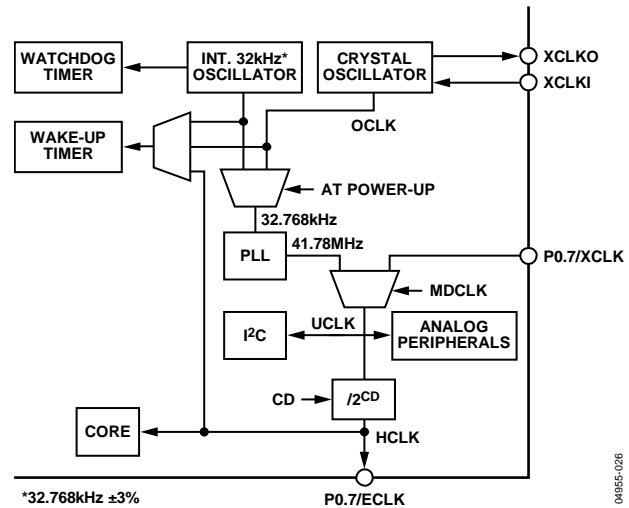 WATCHDOG
TIMER
INT. 32kHz*
OSCILLATOR
CRYSTAL
OSCILLATOR
XCLKO
XCLKI
OCLK
WAKE-UP
TIMER
AT POWER-UP
32.768kHz
PLL
41.78MHz
P0.7/XCLK
MDCLK
I²C
UCLK
ANALOG
PERIPHERALS
CD
/2ᶜᴰ
CORE
HCLK
*32.768kHz ±3%
P0.7/ECLK
04955-026